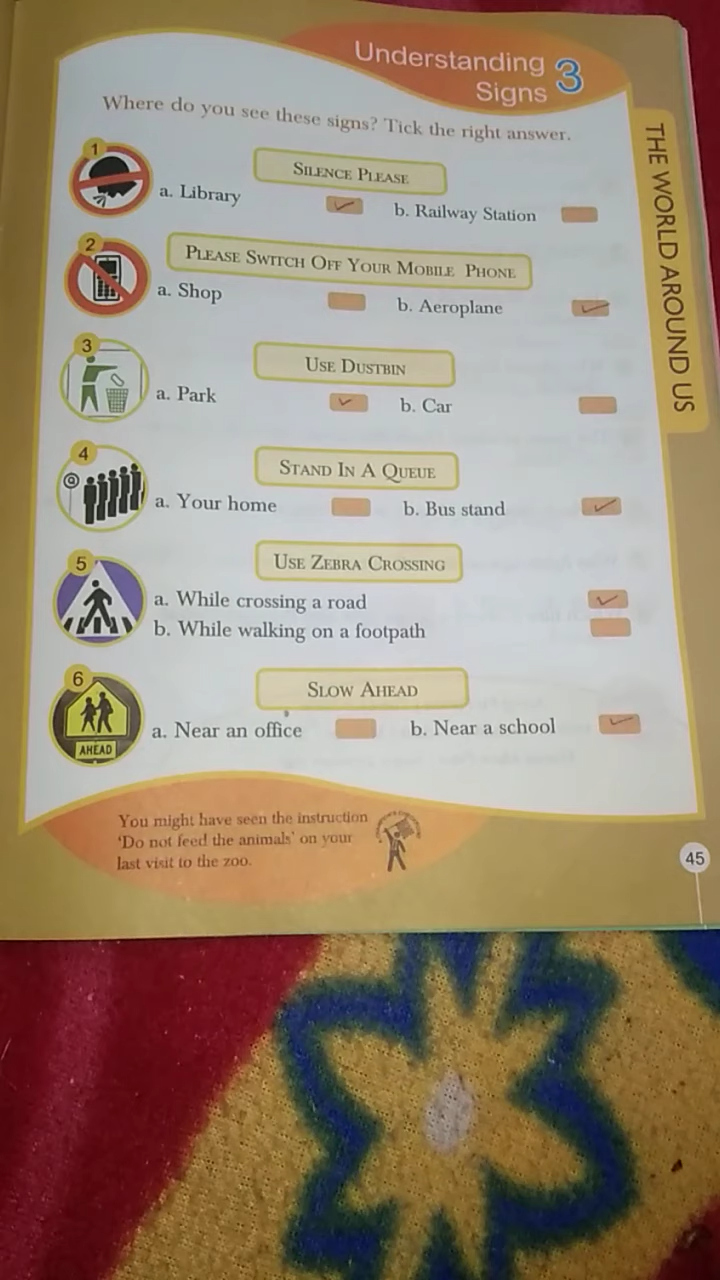 Understanding 3
Signs
Where do you see these signs? Tick the right answer.
THE WORLD AROUND US
1
SILENCE PLEASE
a. Library ✓ b. Railway Station
2
PLEASE SWITCH OFF YOUR MOBILE PHONE
a. Shop b. Aeroplane ✓
3
USE DUSTBIN
a. Park ✓ b. Car
4
STAND IN A QUEUE
a. Your home b. Bus stand ✓
5
USE ZEBRA CROSSING
a. While crossing a road ✓
b. While walking on a footpath
6
SLOW AHEAD
AHEAD
a. Near an office b. Near a school ✓
You might have seen the instruction
'Do not feed the animals' on your
last visit to the zoo.
45